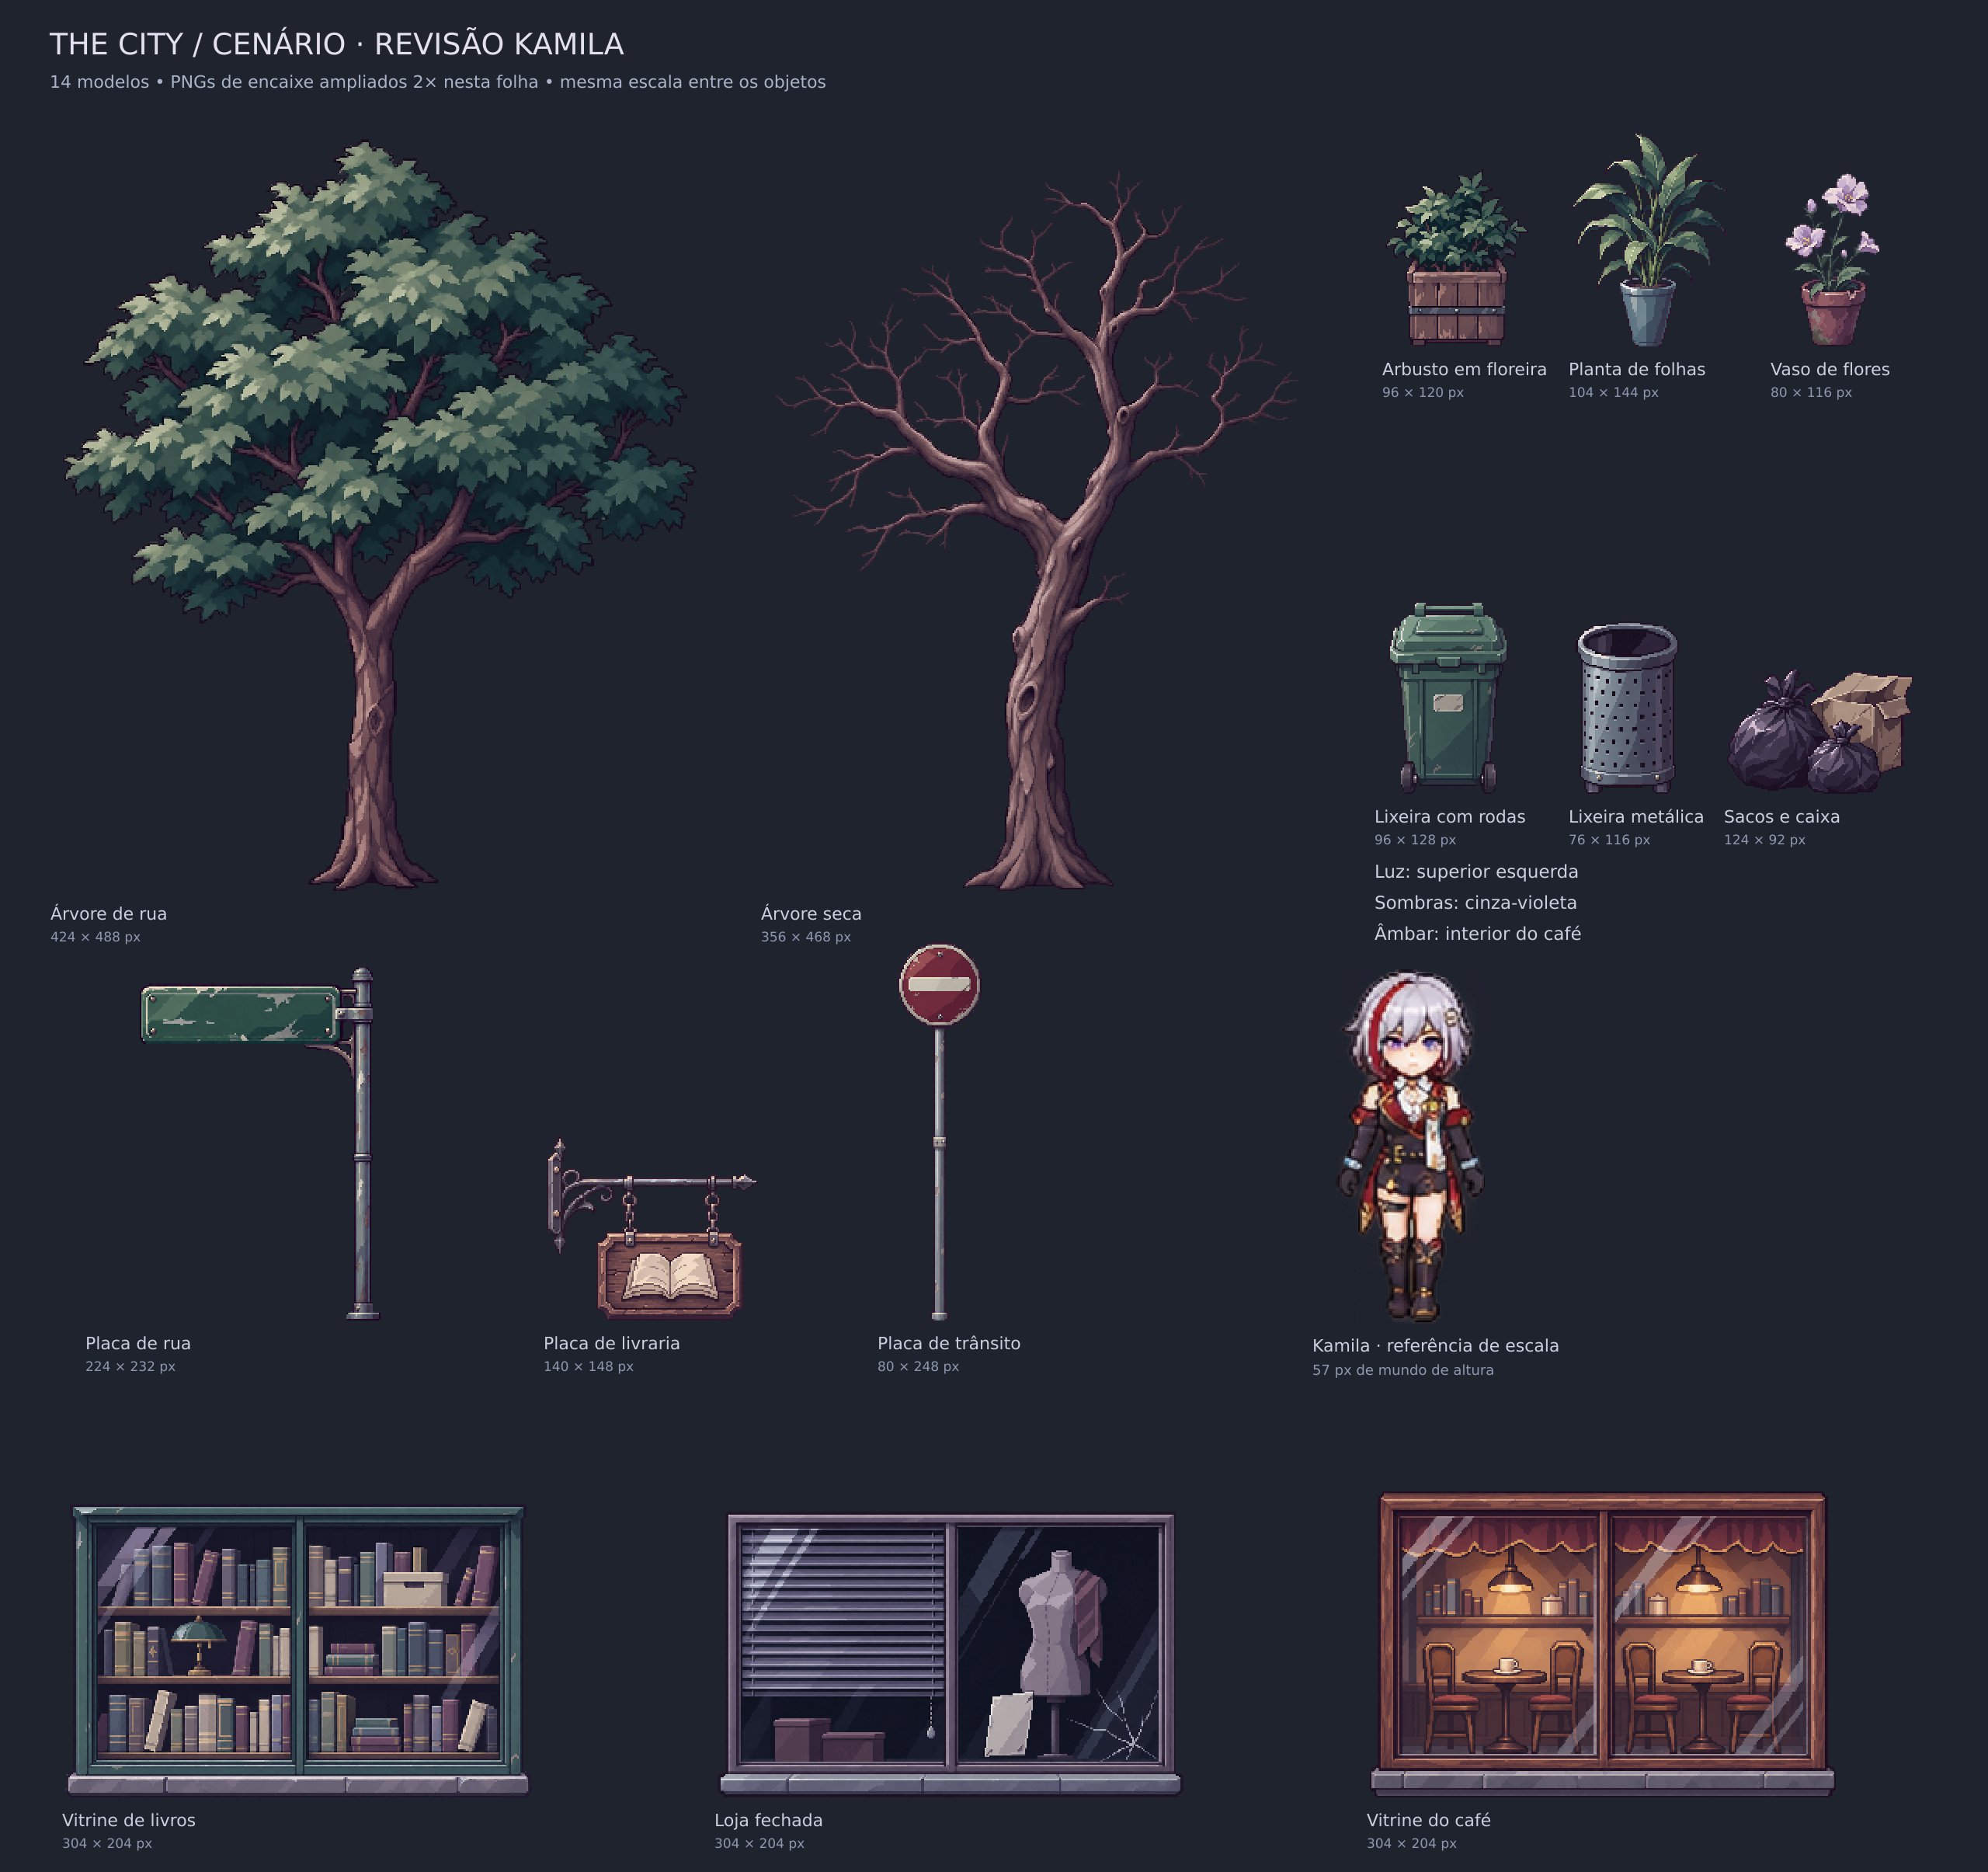 THE CITY / CENÁRIO · REVISÃO KAMILA
14 modelos • PNGs de encaixe ampliados 2× nesta folha • mesma escala entre os objetos
Arbusto em floreira
96 × 120 px
Planta de folhas
104 × 144 px
Vaso de flores
80 × 116 px
Lixeira com rodas
96 × 128 px
Lixeira metálica
76 × 116 px
Sacos e caixa
124 × 92 px
Luz: superior esquerda
Sombras: cinza-violeta
Âmbar: interior do café
Árvore de rua
424 × 488 px
Árvore seca
356 × 468 px
Placa de rua
224 × 232 px
Placa de livraria
140 × 148 px
Placa de trânsito
80 × 248 px
Kamila · referência de escala
57 px de mundo de altura
Vitrine de livros
304 × 204 px
Loja fechada
304 × 204 px
Vitrine do café
304 × 204 px